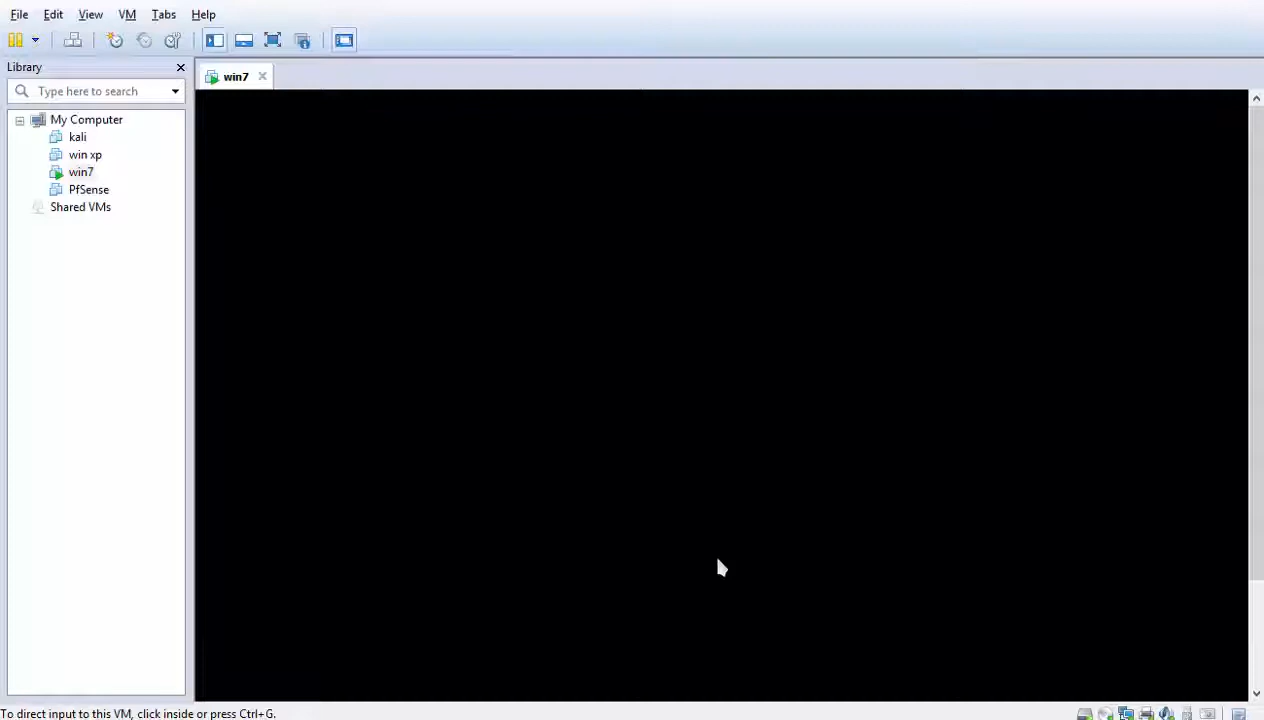 File Edit View VM Tabs Help
Library
win7
Type here to search
My Computer
kali
win xp
win7
PfSense
Shared VMs
To direct input to this VM, click inside or press Ctrl+G.